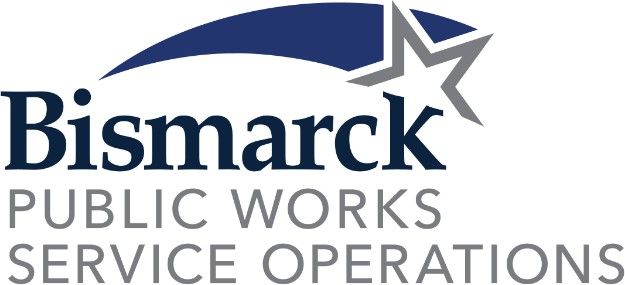 Bismarck
PUBLIC WORKS
SERVICE OPERATIONS